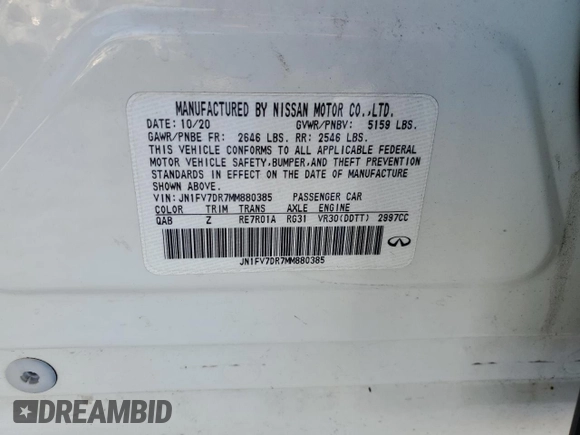 MANUFACTURED BY NISSAN MOTOR CO.,LTD.
DATE: 10/20 GVWR/PNBV: 5159 LBS.
GAWR/PNBE FR: 2646 LBS. RR: 2546 LBS.
THIS VEHICLE CONFORMS TO ALL APPLICABLE FEDERAL
MOTOR VEHICLE SAFETY,BUMPER,AND THEFT PREVENTION
STANDARDS IN EFFECT ON THE DATE OF MANUFACTURE
SHOWN ABOVE.
VIN:JN1FV7DR7MM880385 PASSENGER CAR
COLOR TRIM TRANS AXLE ENGINE
QAB Z RE7R01A RG31 VR30(DDTT) 2997CC
JN1FV7DR7MM880385
DREAMBID